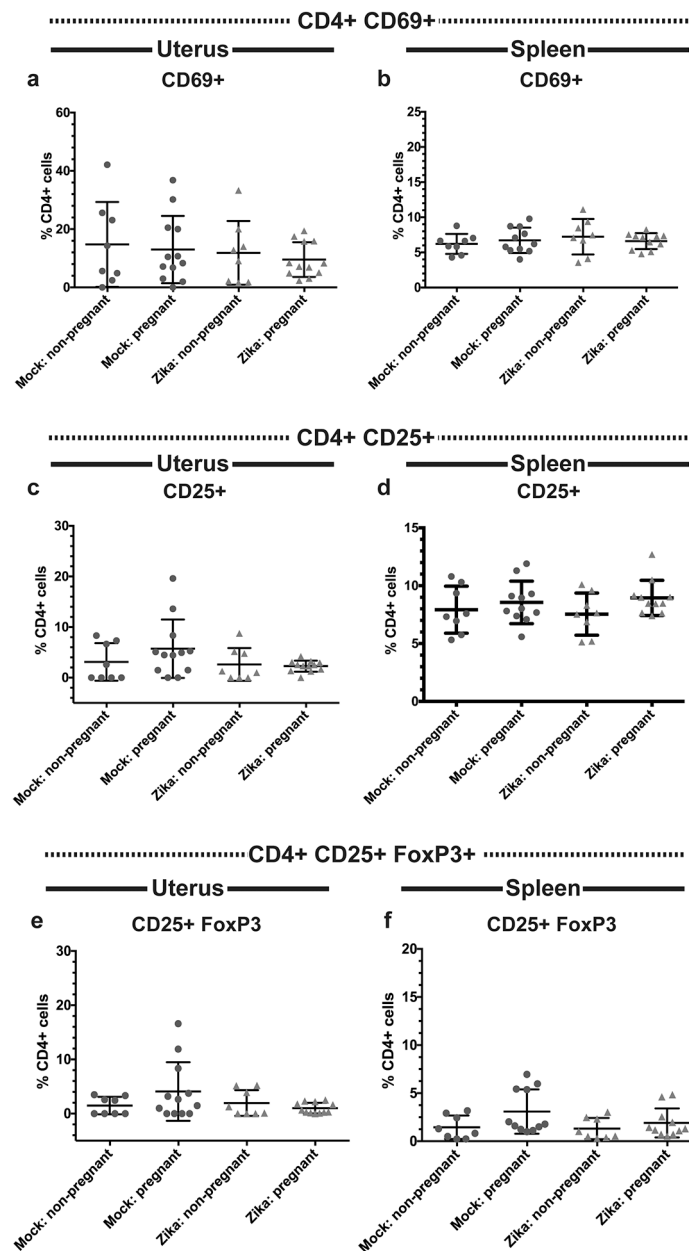 CD4+ CD69+
Uterus Spleen
a b
CD69+ CD69+
% CD4+ cells
60
40
20
0
Mock: non-pregnant
Mock: pregnant
Zika: non-pregnant
Zika: pregnant
% CD4+ cells
25
20
15
10
5
0
Mock: non-pregnant
Mock: pregnant
Zika: non-pregnant
Zika: pregnant
CD4+ CD25+
Uterus Spleen
c d
CD25+ CD25+
% CD4+ cells
30
20
10
0
Mock: non-pregnant
Mock: pregnant
Zika: non-pregnant
Zika: pregnant
% CD4+ cells
15
10
5
0
Mock: non-pregnant
Mock: pregnant
Zika: non-pregnant
Zika: pregnant
CD4+ CD25+ FoxP3+
Uterus Spleen
e f
CD25+ FoxP3 CD25+ FoxP3
% CD4+ cells
30
20
10
0
Mock: non-pregnant
Mock: pregnant
Zika: non-pregnant
Zika: pregnant
% CD4+ cells
20
15
10
5
0
Mock: non-pregnant
Mock: pregnant
Zika: non-pregnant
Zika: pregnant